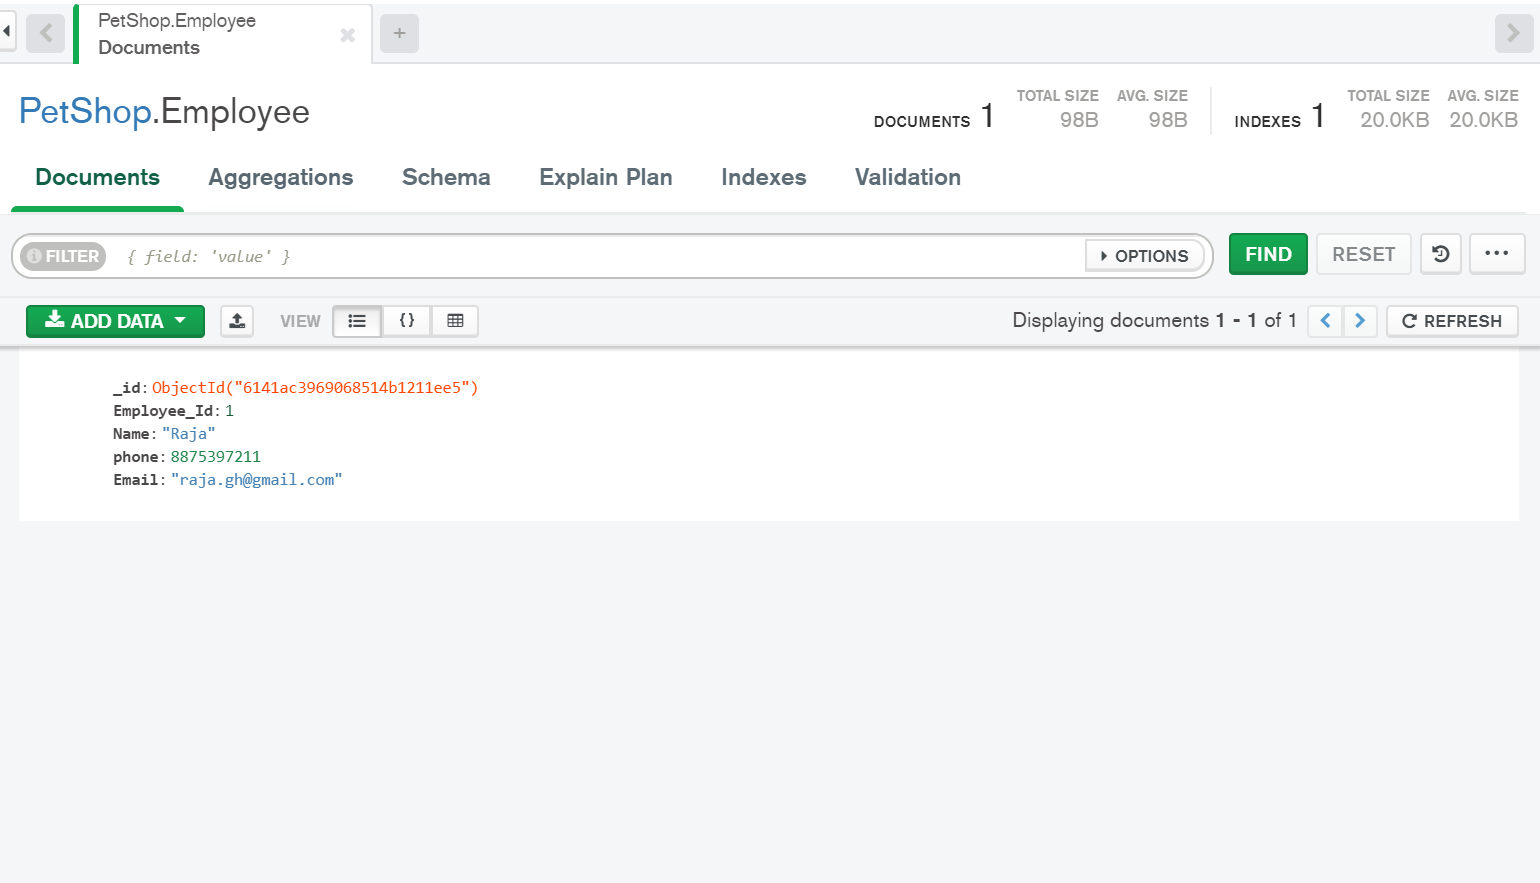 PetShop.Employee
Documents
+
PetShop.Employee
DOCUMENTS 1
TOTAL SIZE AVG. SIZE
98B 98B
INDEXES 1
TOTAL SIZE AVG. SIZE
20.0KB 20.0KB
Documents Aggregations Schema Explain Plan Indexes Validation
FILTER { field: 'value' } OPTIONS FIND RESET ...
ADD DATA VIEW {} Displaying documents 1 - 1 of 1 REFRESH
_id: ObjectId("6141ac3969068514b1211ee5")
Employee_Id: 1
Name: "Raja"
phone: 8875397211
Email: "raja.gh@gmail.com"